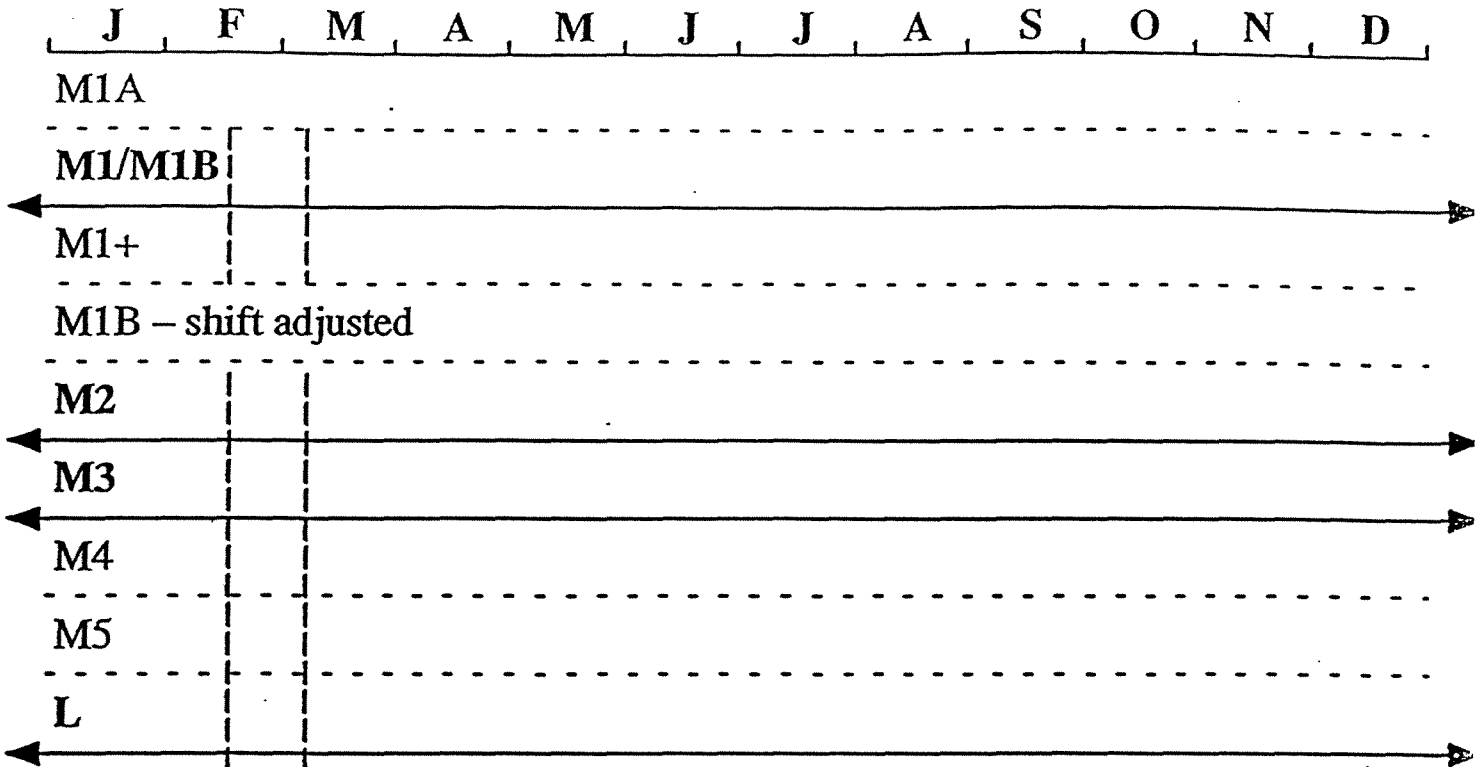 J F M A M J J A S O N D
M1A
M1/M1B
M1+
M1B – shift adjusted
M2
M3
M4
M5
L